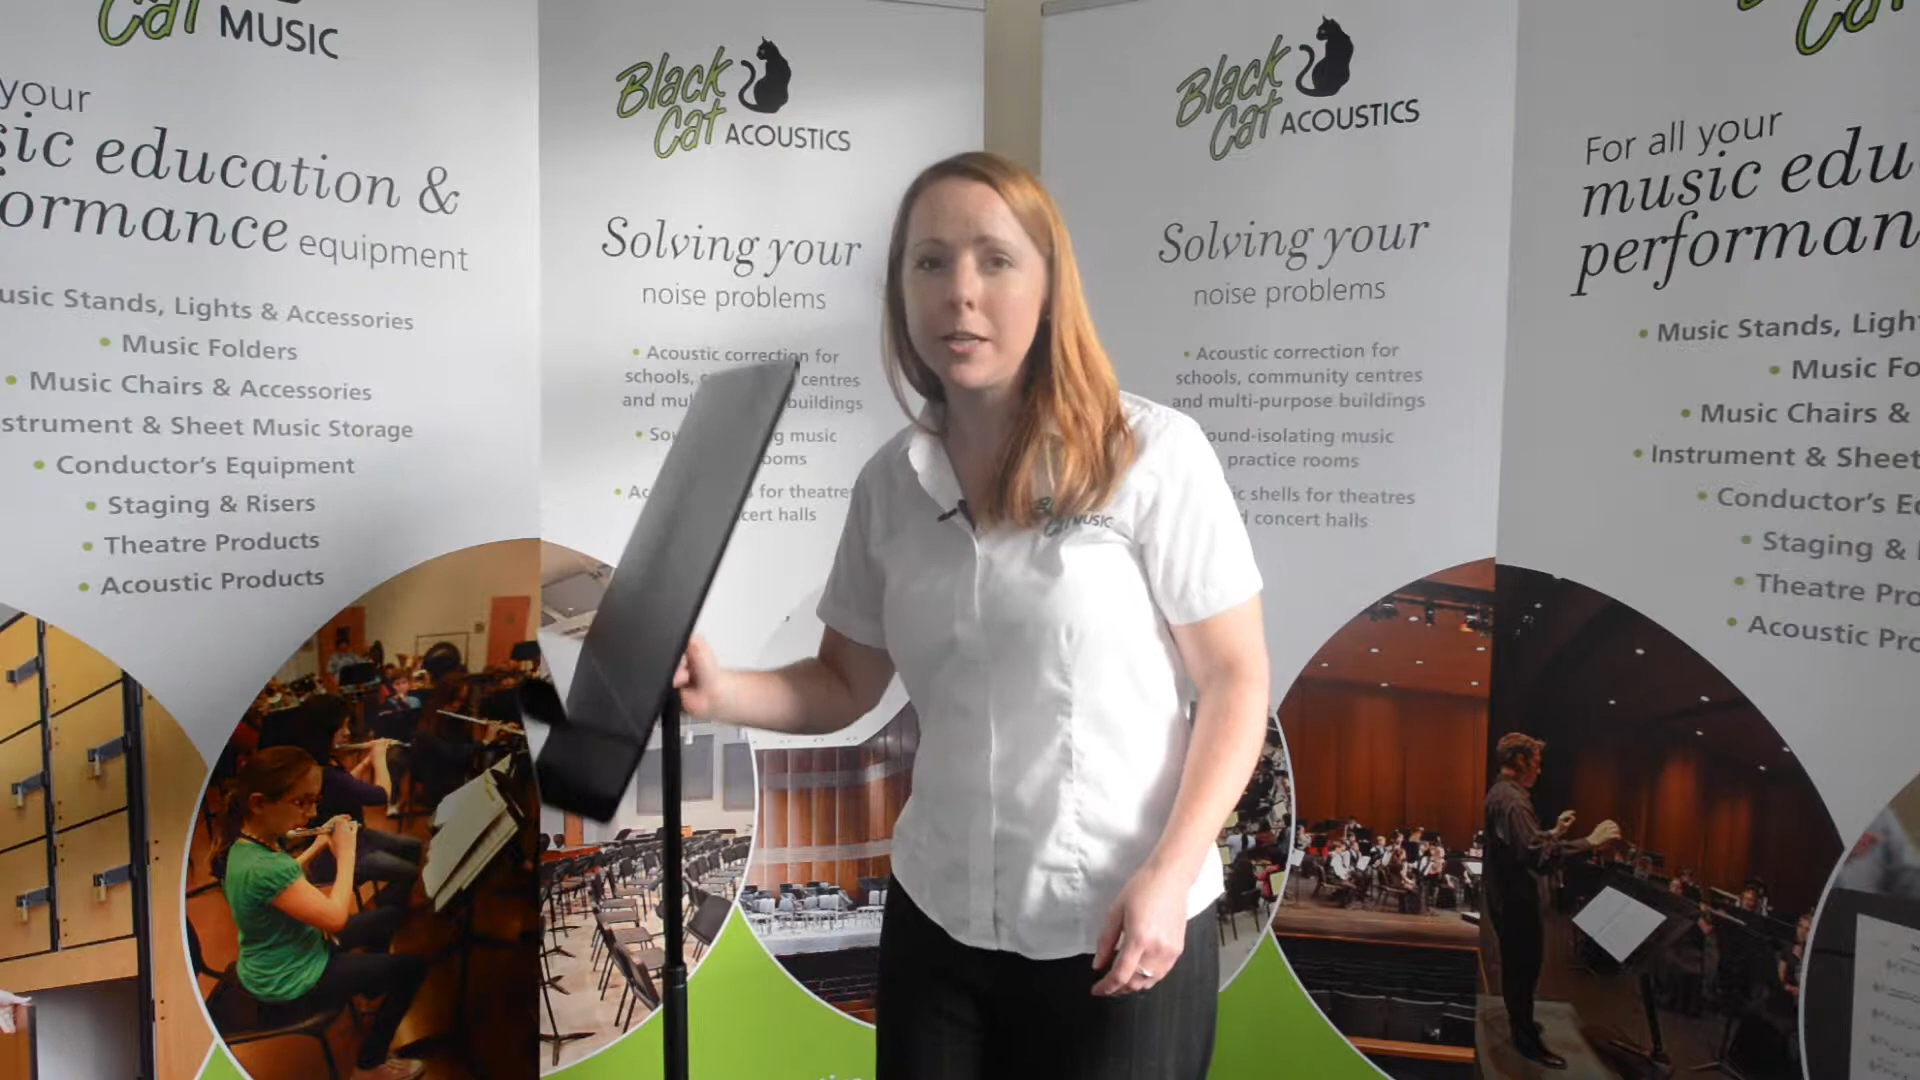 Cat MUSIC
your
sic education &
ormance equipment
usic Stands, Lights & Accessories
• Music Folders
• Music Chairs & Accessories
strument & Sheet Music Storage
• Conductor's Equipment
• Staging & Risers
• Theatre Products
• Acoustic Products
Black
Cat ACOUSTICS
Solving your
noise problems
• Acoustic correction for
schools, centres
and mul buildings
• So g music
ooms
• Ac for theatre
cert halls
Black
Cat ACOUSTICS
Solving your
noise problems
• Acoustic correction for
schools, community centres
and multi-purpose buildings
ound-isolating music
practice rooms
ic shells for theatres
concert halls
MUSIC
Cat
For all your
music edu
performan
• Music Stands, Ligh
• Music Fo
• Music Chairs &
• Instrument & Sheet
• Conductor's Eq
• Staging &
• Theatre Pro
• Acoustic Pro